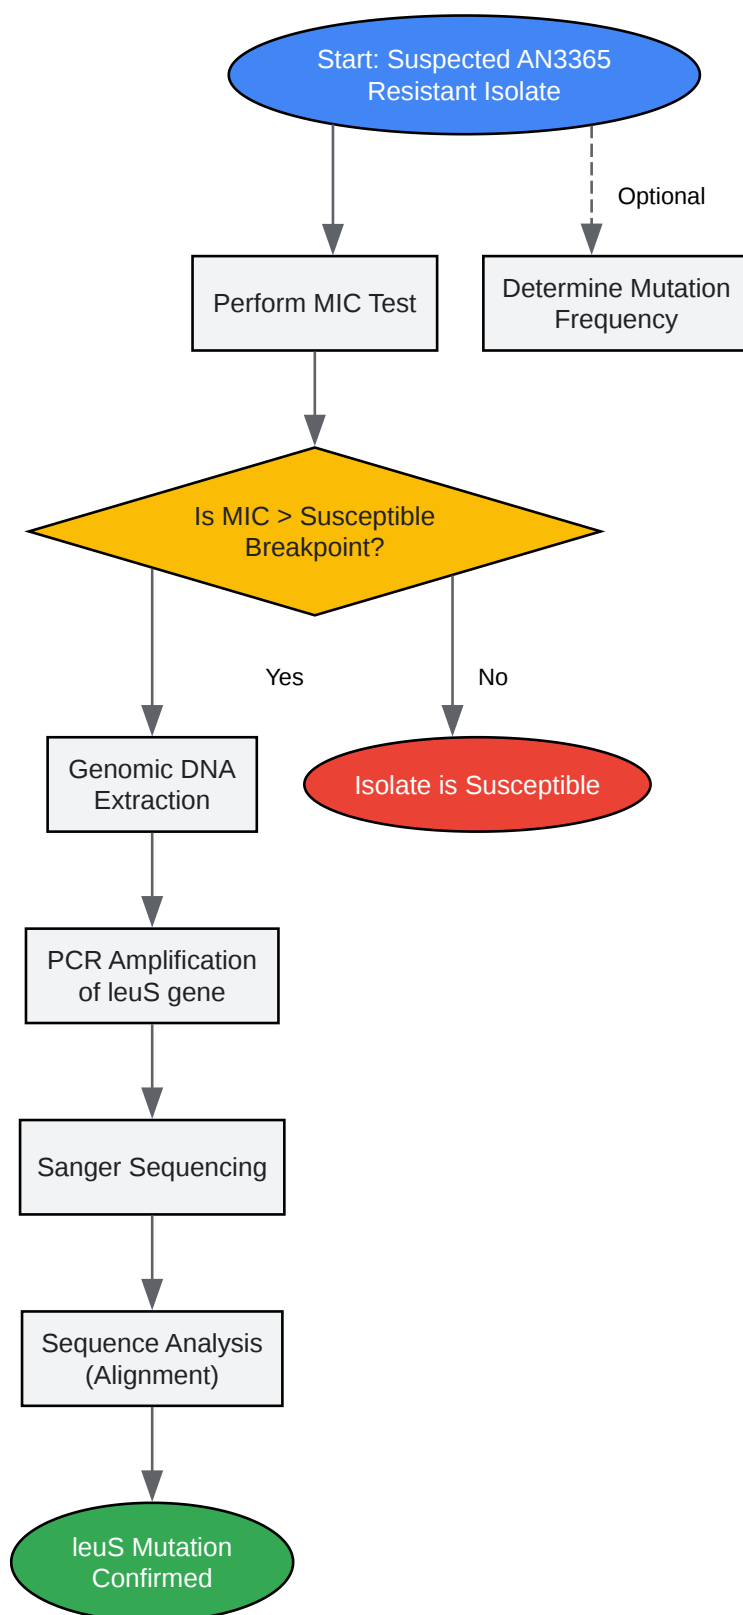 Start: Suspected AN3365
Resistant Isolate
Optional
Perform MIC Test
Determine Mutation
Frequency
Is MIC > Susceptible
Breakpoint?
Yes
No
Genomic DNA
Extraction
Isolate is Susceptible
PCR Amplification
of leuS gene
Sanger Sequencing
Sequence Analysis
(Alignment)
leuS Mutation
Confirmed